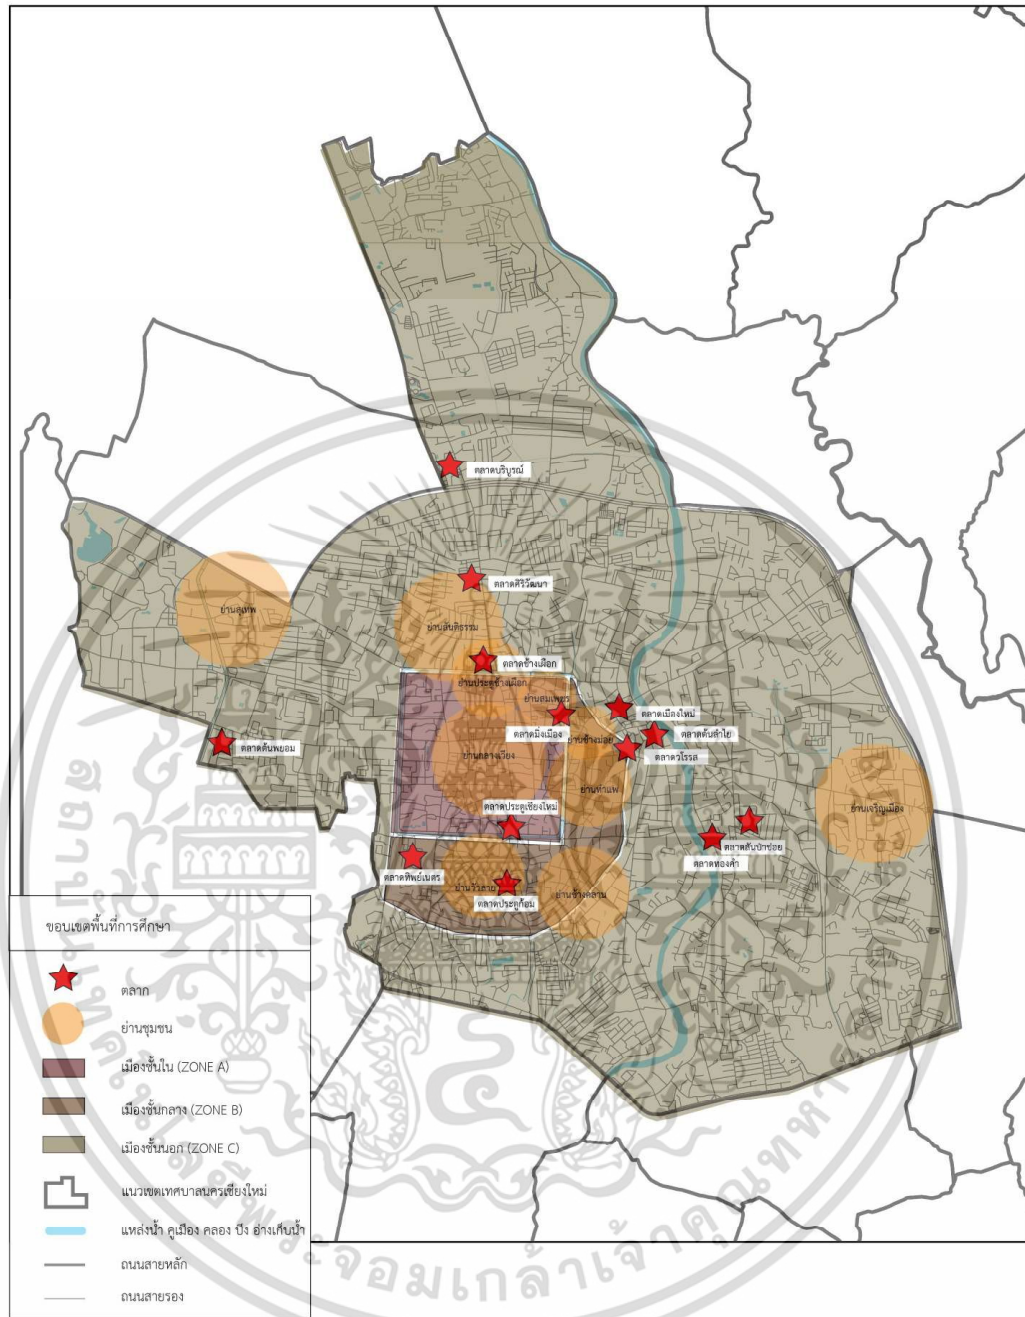 ตลาดบริบูรณ์
ตลาดศิริวัฒนา
ย่านสุเทพ
ย่านสันติธรรม
ตลาดช้างเผือก
ย่านประตูช้างเผือก
ย่านสมเพชร
ตลาดเมืองใหม่
ตลาดมิ่งเมือง
ตลาดต้นลำไย
ย่านช้างม่อย
ตลาดวโรรส
ตลาดต้นพยอม
ย่านกลางเวียง
ย่านท่าแพ
ย่านเจริญเมือง
ตลาดประตูเชียงใหม่
ตลาดสันป่าข่อย
ตลาดทองคำ
ตลาดทิพย์เนตร
ย่านวัวลาย
ย่านช้างคลาน
ตลาดประตูก้อม
ขอบเขตพื้นที่การศึกษา
ตลาก
ย่านชุมชน
เมืองชั้นใน (ZONE A)
เมืองชั้นกลาง (ZONE B)
เมืองชั้นนอก (ZONE C)
แนวเขตเทศบาลนครเชียงใหม่
แหล่งน้ำ คูเมือง คลอง บึง อ่างเก็บน้ำ
ถนนสายหลัก
ถนนสายรอง